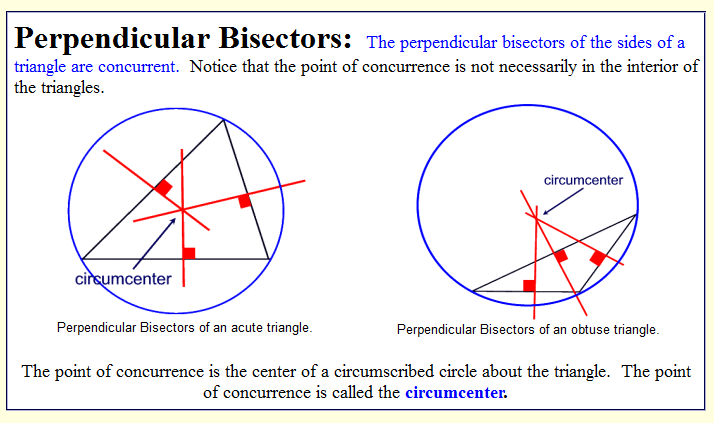 Perpendicular Bisectors: The perpendicular bisectors of the sides of a
triangle are concurrent. Notice that the point of concurrence is not necessarily in the interior of
the triangles.
circumcenter
circumcenter
Perpendicular Bisectors of an acute triangle.
Perpendicular Bisectors of an obtuse triangle.
The point of concurrence is the center of a circumscribed circle about the triangle. The point
of concurrence is called the circumcenter.